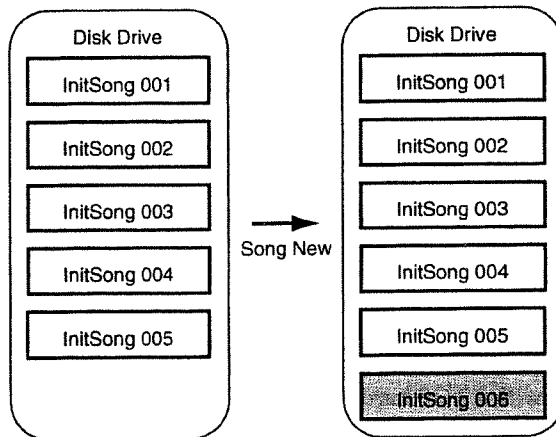 Disk Drive
InitSong 001
InitSong 002
InitSong 003
InitSong 004
InitSong 005
Song New
Disk Drive
InitSong 001
InitSong 002
InitSong 003
InitSong 004
InitSong 005
InitSong 006